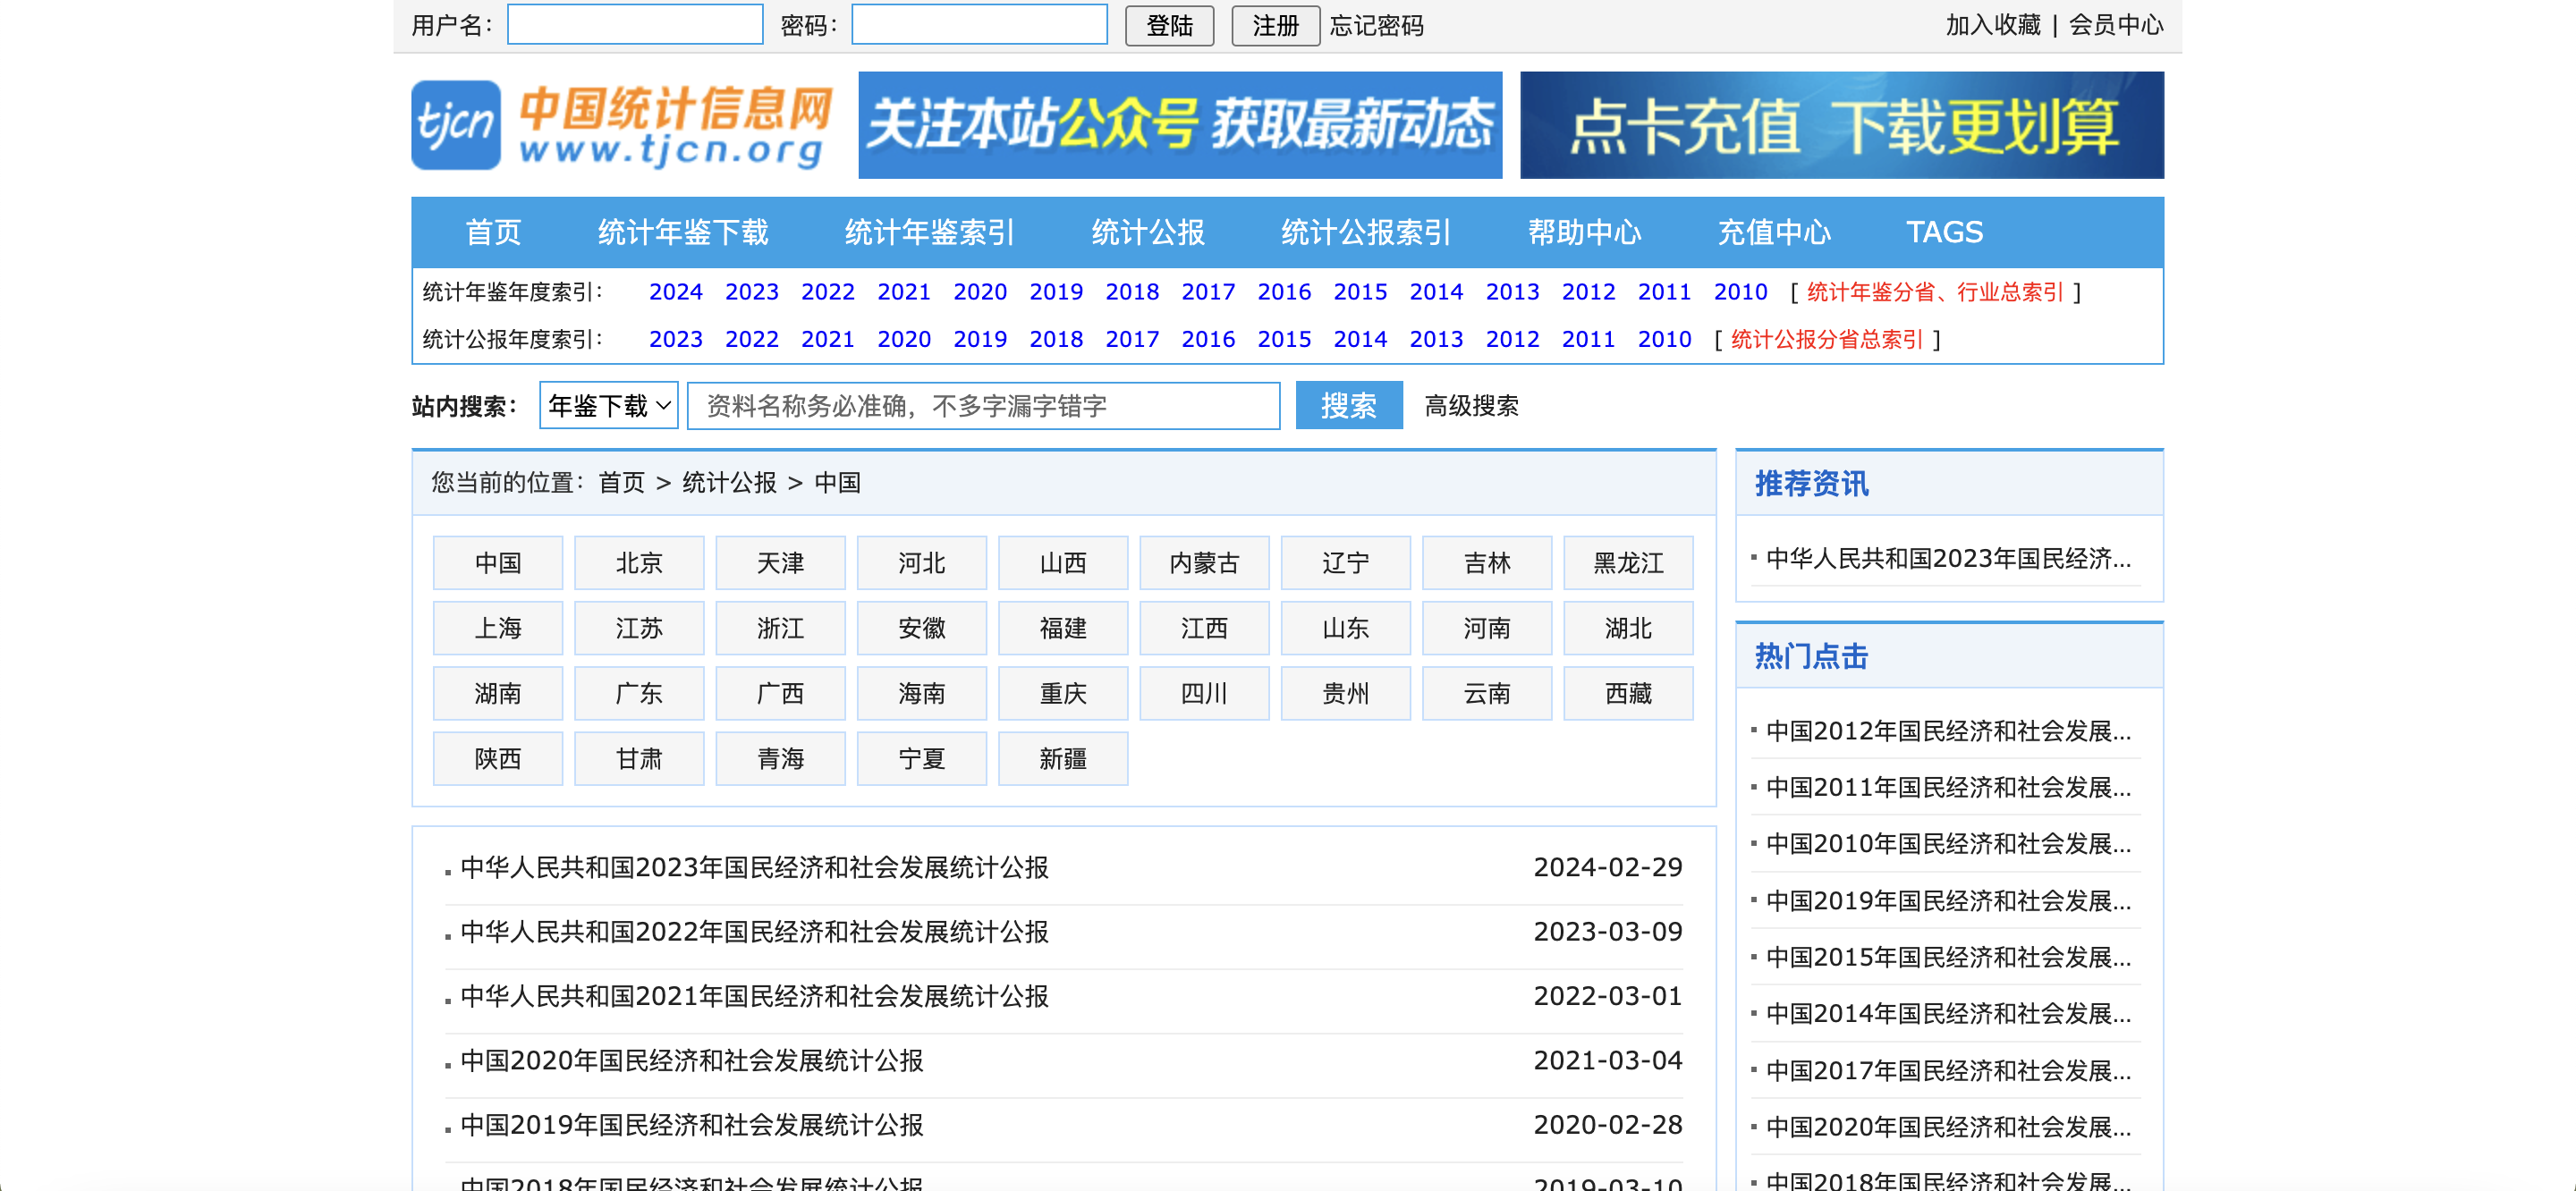 用户名： 密码： 登陆 注册 忘记密码 加入收藏 | 会员中心
tjcn 中国统计信息网
www.tjcn.org
关注本站公众号 获取最新动态
点卡充值 下载更划算
首页 统计年鉴下载 统计年鉴索引 统计公报 统计公报索引 帮助中心 充值中心 TAGS
统计年鉴年度索引： 2024 2023 2022 2021 2020 2019 2018 2017 2016 2015 2014 2013 2012 2011 2010 [ 统计年鉴分省、行业总索引 ]
统计公报年度索引： 2023 2022 2021 2020 2019 2018 2017 2016 2015 2014 2013 2012 2011 2010 [ 统计公报分省总索引 ]
站内搜索： 年鉴下载 资料名称务必准确，不多字漏字错字 搜索 高级搜索
您当前的位置：首页 > 统计公报 > 中国
中国 北京 天津 河北 山西 内蒙古 辽宁 吉林 黑龙江
上海 江苏 浙江 安徽 福建 江西 山东 河南 湖北
湖南 广东 广西 海南 重庆 四川 贵州 云南 西藏
陕西 甘肃 青海 宁夏 新疆
中华人民共和国2023年国民经济和社会发展统计公报 2024-02-29
中华人民共和国2022年国民经济和社会发展统计公报 2023-03-09
中华人民共和国2021年国民经济和社会发展统计公报 2022-03-01
中国2020年国民经济和社会发展统计公报 2021-03-04
中国2019年国民经济和社会发展统计公报 2020-02-28
中国2018年国民经济和社会发展统计公报 2019-03-10
推荐资讯
中华人民共和国2023年国民经济...
热门点击
中国2012年国民经济和社会发展...
中国2011年国民经济和社会发展...
中国2010年国民经济和社会发展...
中国2019年国民经济和社会发展...
中国2015年国民经济和社会发展...
中国2014年国民经济和社会发展...
中国2017年国民经济和社会发展...
中国2020年国民经济和社会发展...
中国2018年国民经济和社会发展...